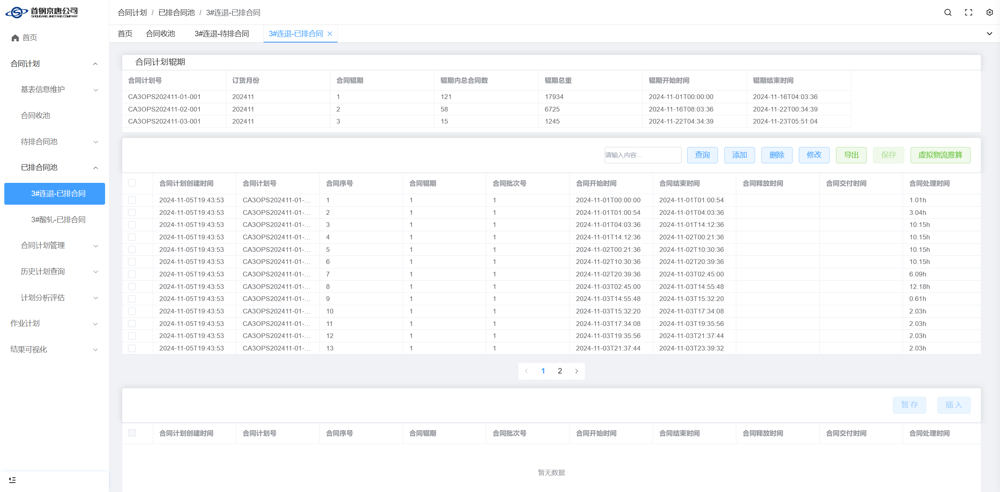 首钢京唐公司
SHOUGANG JINGTANG COMPANY
合同计划 / 已排合同池 / 3#连退-已排合同
首页 合同收池 3#连退-待排合同 3#连退-已排合同
首页
合同计划
基表信息维护
合同收池
待排合同池
已排合同池
3#连退-已排合同
3#酸轧-已排合同
合同计划管理
历史计划查询
计划分析评估
作业计划
结果可视化
合同计划辊期
合同计划号 订货月份 合同辊期 辊期内总合同数 辊期总重 辊期开始时间 辊期结束时间
CA3OPS202411-01-001 202411 1 121 17934 2024-11-01T00:00:00 2024-11-16T04:03:36
CA3OPS202411-02-001 202411 2 58 6725 2024-11-16T08:03:36 2024-11-22T00:34:39
CA3OPS202411-03-001 202411 3 15 1245 2024-11-22T04:34:39 2024-11-23T05:51:04
请输入内容... 查询 添加 删除 修改 导出 保存 虚拟物流推算
合同计划创建时间 合同计划号 合同序号 合同辊期 合同批次号 合同开始时间 合同结束时间 合同释放时间 合同交付时间 合同处理时间
2024-11-05T19:43:53 CA3OPS202411-01-... 1 1 1 2024-11-01T00:00:00 2024-11-01T01:00:54 1.01h
2024-11-05T19:43:53 CA3OPS202411-01-... 2 1 1 2024-11-01T01:00:54 2024-11-01T04:03:36 3.04h
2024-11-05T19:43:53 CA3OPS202411-01-... 3 1 1 2024-11-01T04:03:36 2024-11-01T14:12:36 10.15h
2024-11-05T19:43:53 CA3OPS202411-01-... 4 1 1 2024-11-01T14:12:36 2024-11-02T00:21:36 10.15h
2024-11-05T19:43:53 CA3OPS202411-01-... 5 1 1 2024-11-02T00:21:36 2024-11-02T10:30:36 10.15h
2024-11-05T19:43:53 CA3OPS202411-01-... 6 1 1 2024-11-02T10:30:36 2024-11-02T20:39:36 10.15h
2024-11-05T19:43:53 CA3OPS202411-01-... 7 1 1 2024-11-02T20:39:36 2024-11-03T02:45:00 6.09h
2024-11-05T19:43:53 CA3OPS202411-01-... 8 1 1 2024-11-03T02:45:00 2024-11-03T14:55:48 12.18h
2024-11-05T19:43:53 CA3OPS202411-01-... 9 1 1 2024-11-03T14:55:48 2024-11-03T15:32:20 0.61h
2024-11-05T19:43:53 CA3OPS202411-01-... 10 1 1 2024-11-03T15:32:20 2024-11-03T17:34:08 2.03h
2024-11-05T19:43:53 CA3OPS202411-01-... 11 1 1 2024-11-03T17:34:08 2024-11-03T19:35:56 2.03h
2024-11-05T19:43:53 CA3OPS202411-01-... 12 1 1 2024-11-03T19:35:56 2024-11-03T21:37:44 2.03h
2024-11-05T19:43:53 CA3OPS202411-01-... 13 1 1 2024-11-03T21:37:44 2024-11-03T23:39:32 2.03h
1 2
暂存 插入
合同计划创建时间 合同计划号 合同序号 合同辊期 合同批次号 合同开始时间 合同结束时间 合同释放时间 合同交付时间 合同处理时间
暂无数据